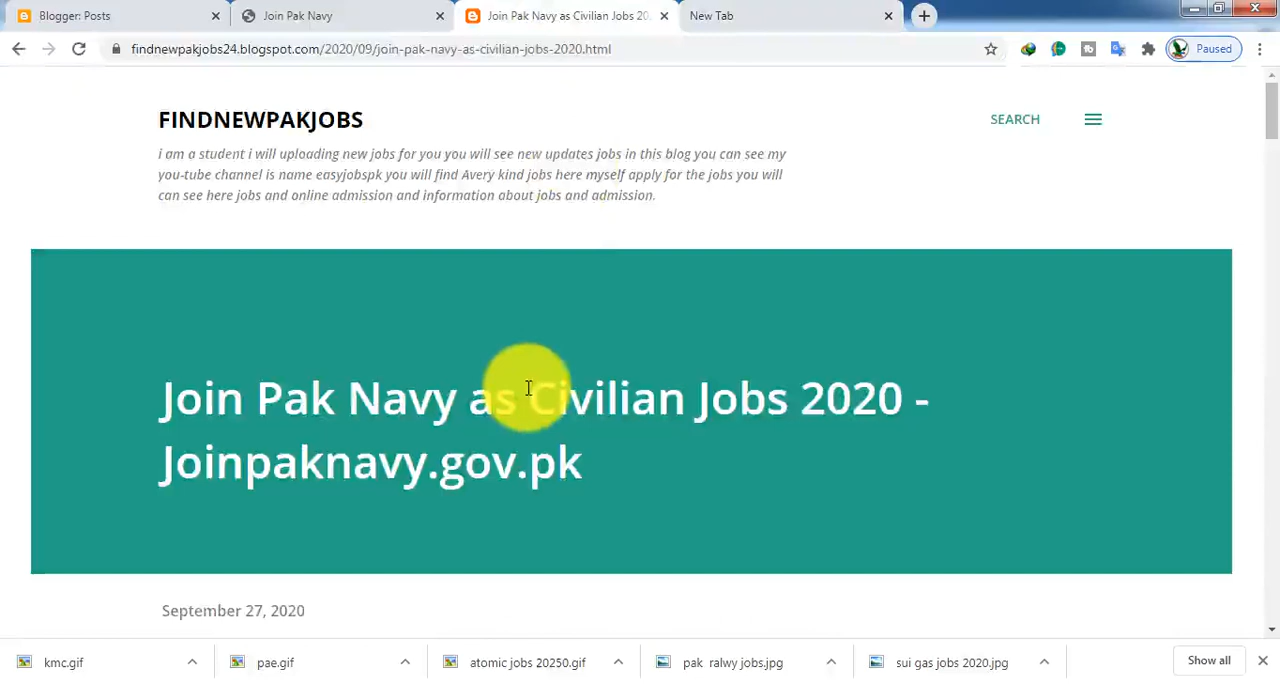 Blogger: Posts
Join Pak Navy
Join Pak Navy as Civilian Jobs 20
New Tab
findnewpakjobs24.blogspot.com/2020/09/join-pak-navy-as-civilian-jobs-2020.html
Paused
FINDNEWPAKJOBS
SEARCH
i am a student i will uploading new jobs for you you will see new updates jobs in this blog you can see my
you-tube channel is name easyjobspk you will find Avery kind jobs here myself apply for the jobs you will
can see here jobs and online admission and information about jobs and admission.
Join Pak Navy as Civilian Jobs 2020 -
Joinpaknavy.gov.pk
September 27, 2020
kmc.gif
pae.gif
atomic jobs 20250.gif
pak ralwy jobs.jpg
sui gas jobs 2020.jpg
Show all